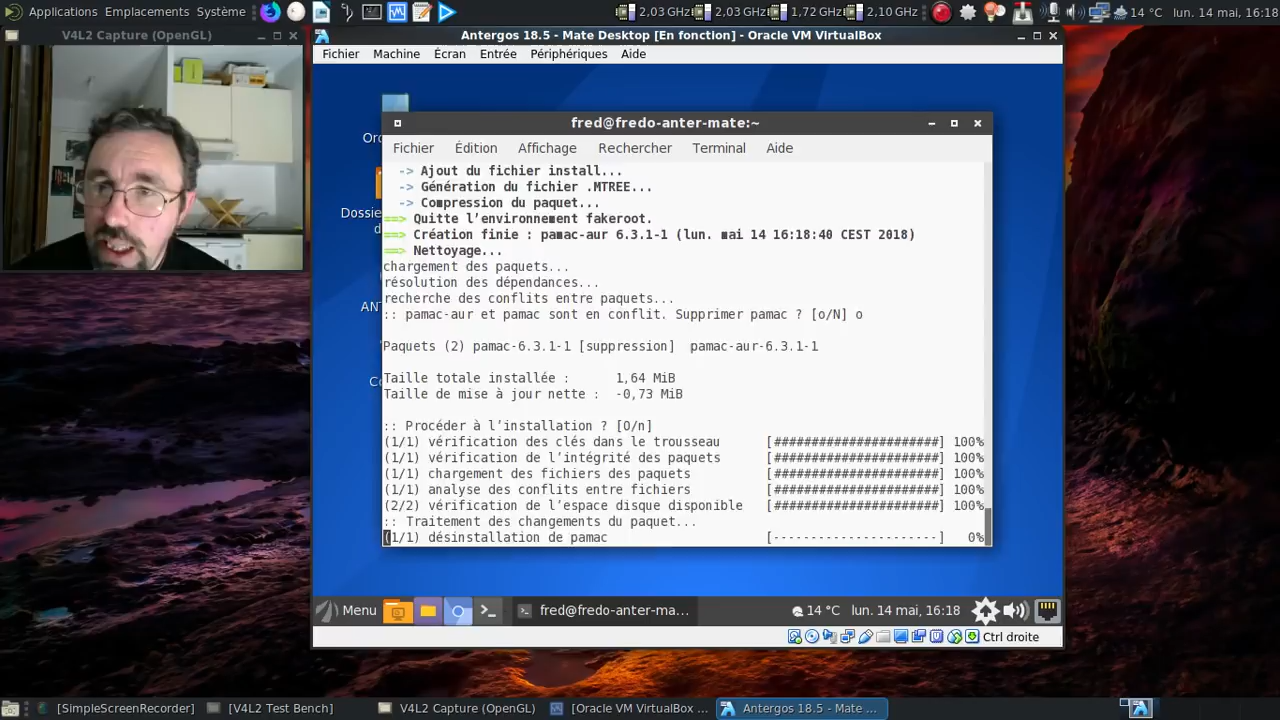 Applications Emplacements Système 2,03 GHz 2,03 GHz 1,72 GHz 2,10 GHz 14 °C lun. 14 mai, 16:18
V4L2 Capture (OpenGL)
Antergos 18.5 - Mate Desktop [En fonction] - Oracle VM VirtualBox
Fichier Machine Écran Entrée Périphériques Aide
fred@fredo-anter-mate:~
Fichier Édition Affichage Rechercher Terminal Aide
-> Ajout du fichier install...
-> Génération du fichier .MTREE...
-> Compression du paquet...
==> Quitte l'environnement fakeroot.
==> Création finie : pamac-aur 6.3.1-1 (lun. mai 14 16:18:40 CEST 2018)
==> Nettoyage...
chargement des paquets...
résolution des dépendances...
recherche des conflits entre paquets...
:: pamac-aur et pamac sont en conflit. Supprimer pamac ? [o/N] o
Paquets (2) pamac-6.3.1-1 [suppression] pamac-aur-6.3.1-1
Taille totale installée : 1,64 MiB
Taille de mise à jour nette : -0,73 MiB
:: Procéder à l'installation ? [O/n]
(1/1) vérification des clés dans le trousseau [######################] 100%
(1/1) vérification de l'intégrité des paquets [######################] 100%
(1/1) chargement des fichiers des paquets [######################] 100%
(1/1) analyse des conflits entre fichiers [######################] 100%
(2/2) vérification de l'espace disque disponible [######################] 100%
:: Traitement des changements du paquet...
(1/1) désinstallation de pamac [----------------------] 0%
Menu fred@fredo-anter-ma... 14 °C lun. 14 mai, 16:18
Ctrl droite
[SimpleScreenRecorder] [V4L2 Test Bench] V4L2 Capture (OpenGL) [Oracle VM VirtualBox ... Antergos 18.5 - Mate ...